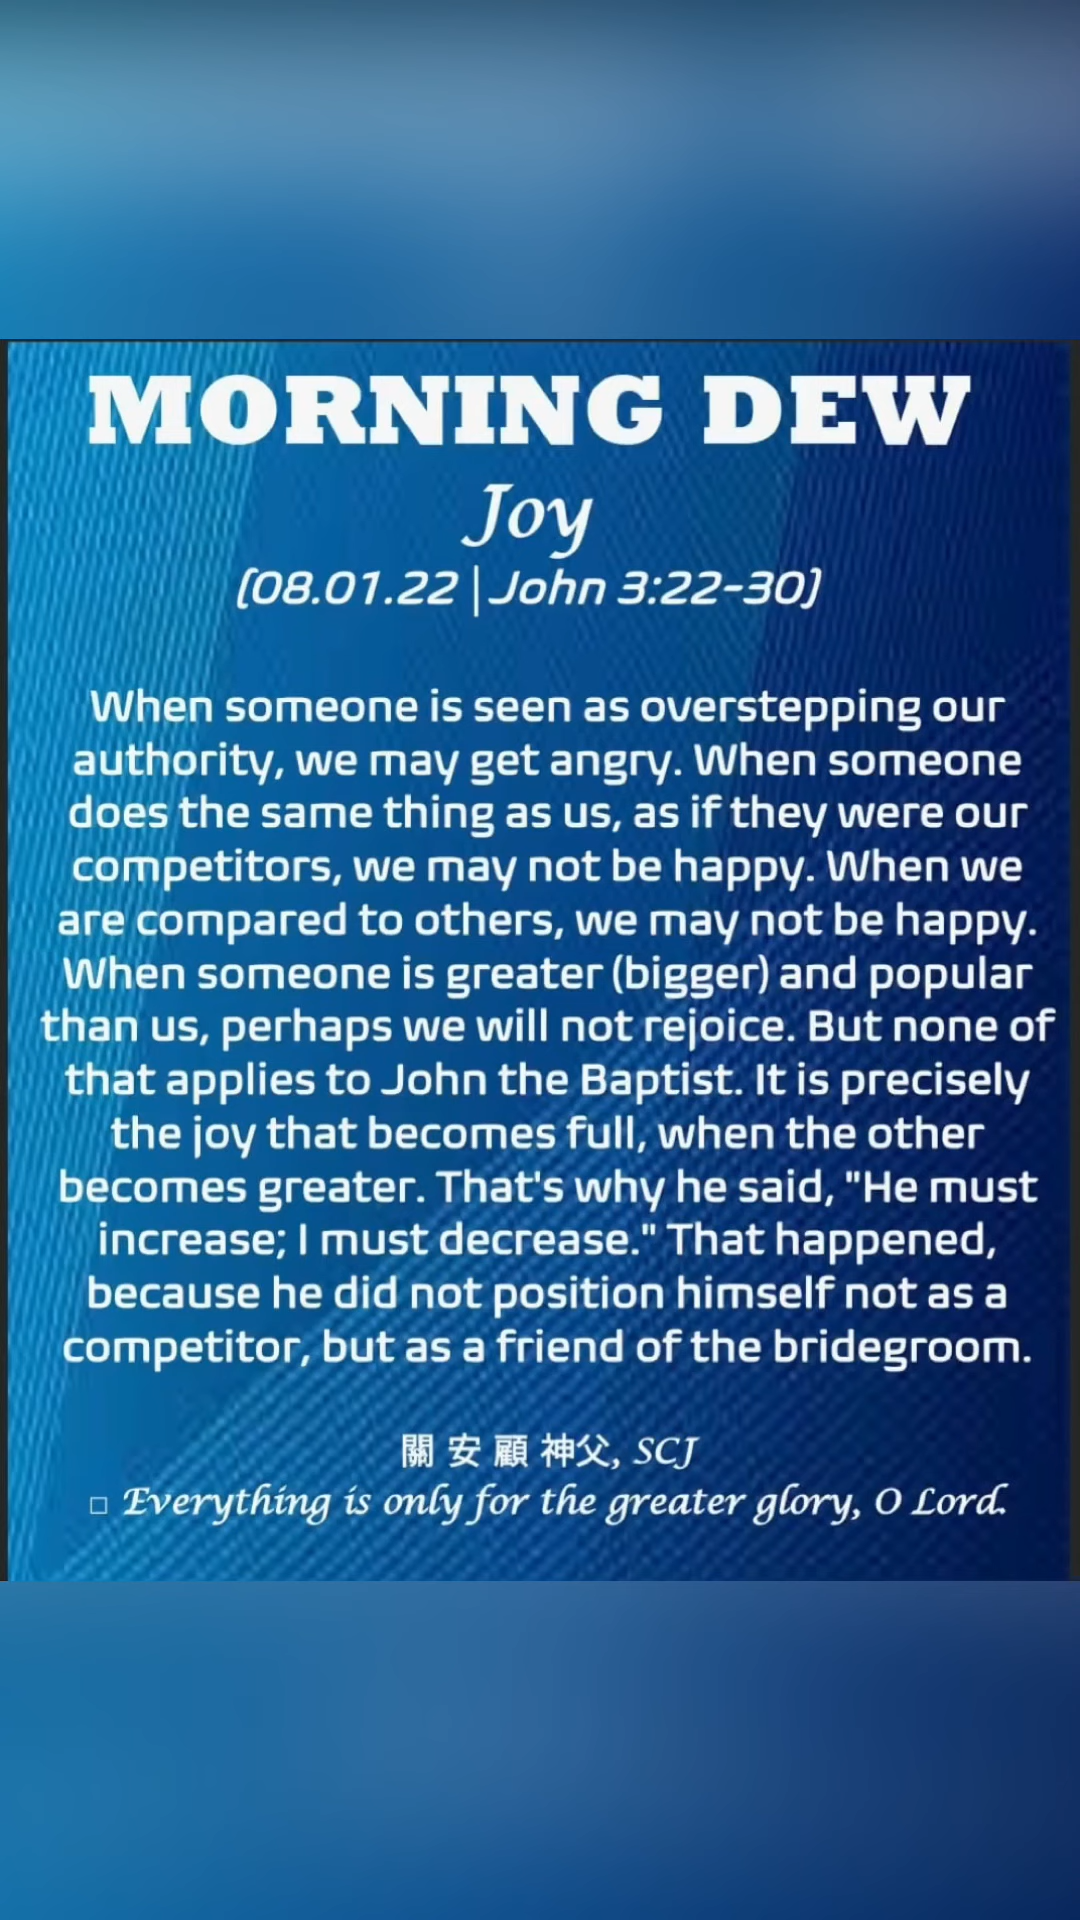 MORNING DEW
Joy
(08.01.22 | John 3:22-30)
When someone is seen as overstepping our
authority, we may get angry. When someone
does the same thing as us, as if they were our
competitors, we may not be happy. When we
are compared to others, we may not be happy.
When someone is greater (bigger) and popular
than us, perhaps we will not rejoice. But none of
that applies to John the Baptist. It is precisely
the joy that becomes full, when the other
becomes greater. That's why he said, "He must
increase; I must decrease." That happened,
because he did not position himself not as a
competitor, but as a friend of the bridegroom.
關 安 顧 神父, SCJ
□ Everything is only for the greater glory, O Lord.